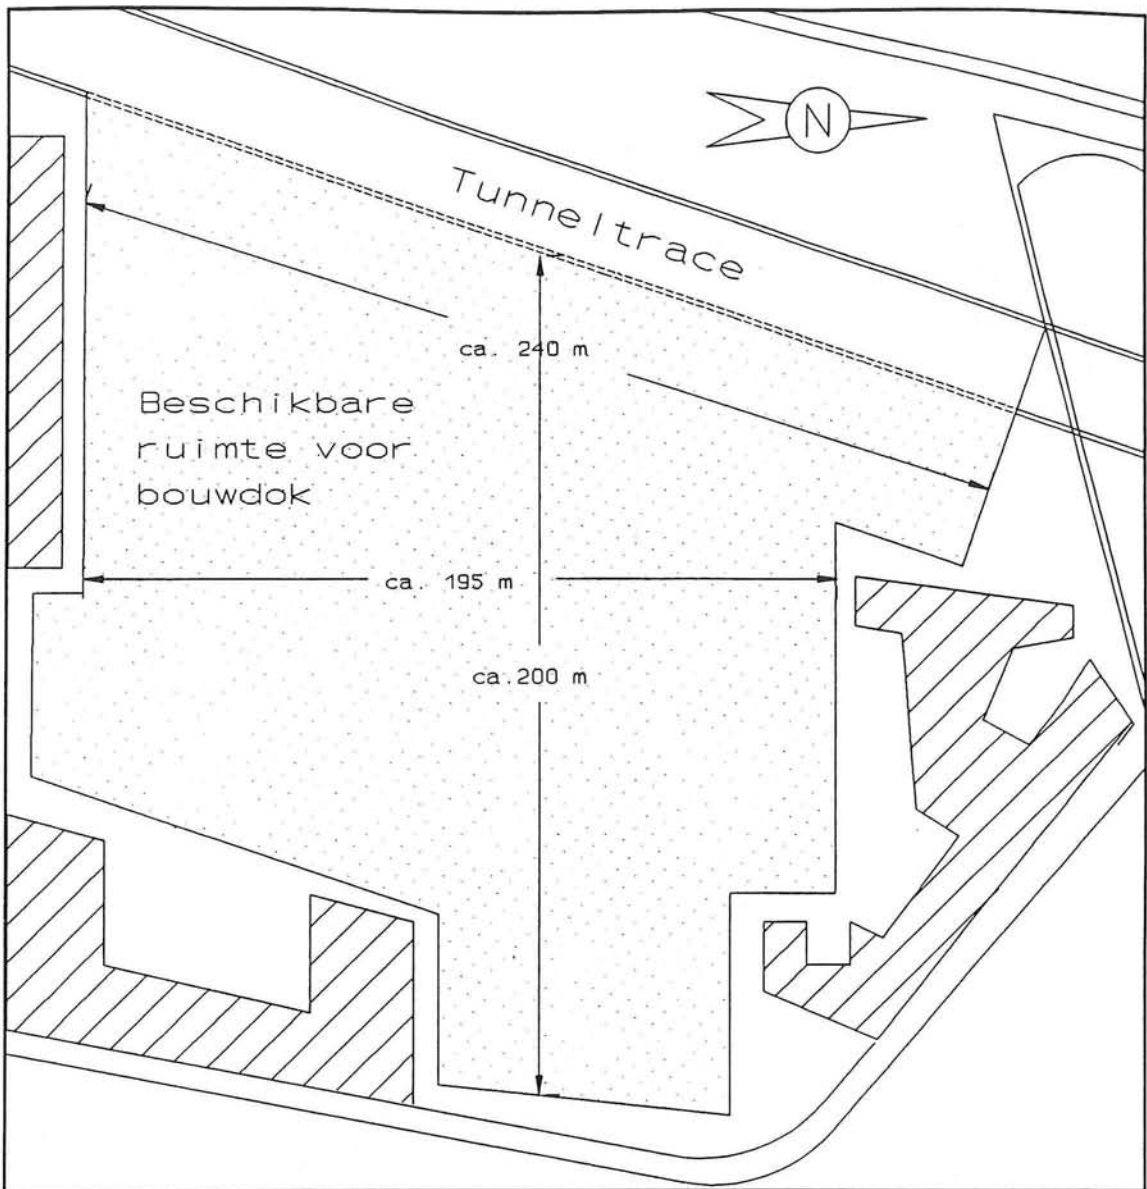 N
Tunneltrace
ca. 240 m
Beschikbare
ruimte voor
bouwdok
ca. 195 m
ca.200 m